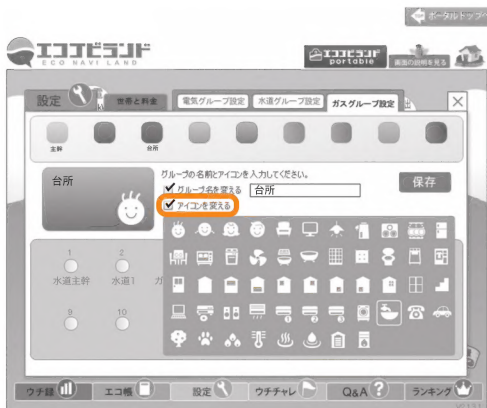 ポータルトップへ
エココビランド
ECO NAVI LAND
エココビランド
portable
画面の説明を見る
設定
世帯と料金
電気グループ設定
水道グループ設定
ガスグループ設定
主幹
台所
グループの名前とアイコンを入力してください。
台所
グループ名を変える
台所
保存
アイコンを変える
1
2
水道主幹
水道1
ガ
9
10
ウチ録
エコ帳
設定
ウチチャレ
Q&A
ランキング